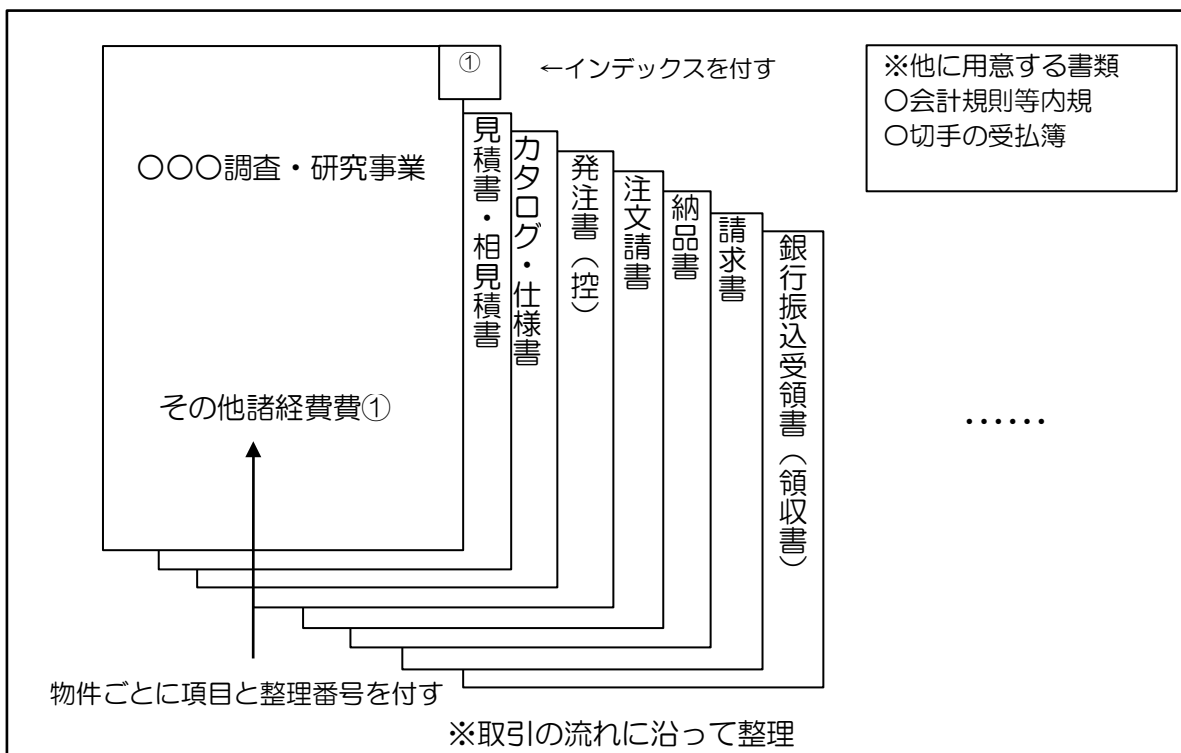 ①
←インデックスを付す
※他に用意する書類
〇会計規則等内規
〇切手の受払簿
〇〇〇調査・研究事業
見積書・相見積書
カタログ・仕様書
発注書（控）
注文請書
納品書
請求書
銀行振込受領書（領収書）
その他諸経費費①
……
物件ごとに項目と整理番号を付す
※取引の流れに沿って整理